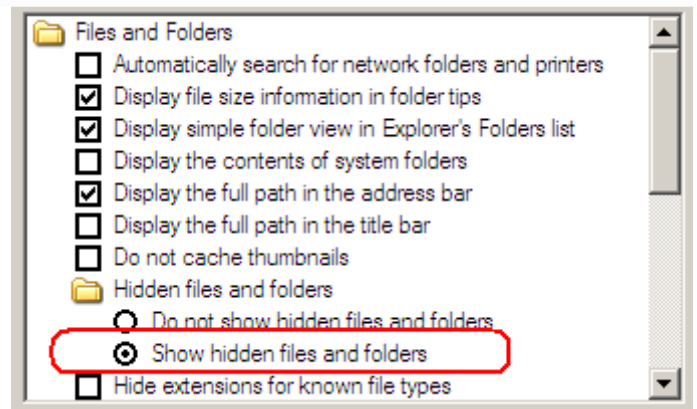 Files and Folders
Automatically search for network folders and printers
Display file size information in folder tips
Display simple folder view in Explorer's Folders list
Display the contents of system folders
Display the full path in the address bar
Display the full path in the title bar
Do not cache thumbnails
Hidden files and folders
Do not show hidden files and folders
Show hidden files and folders
Hide extensions for known file types